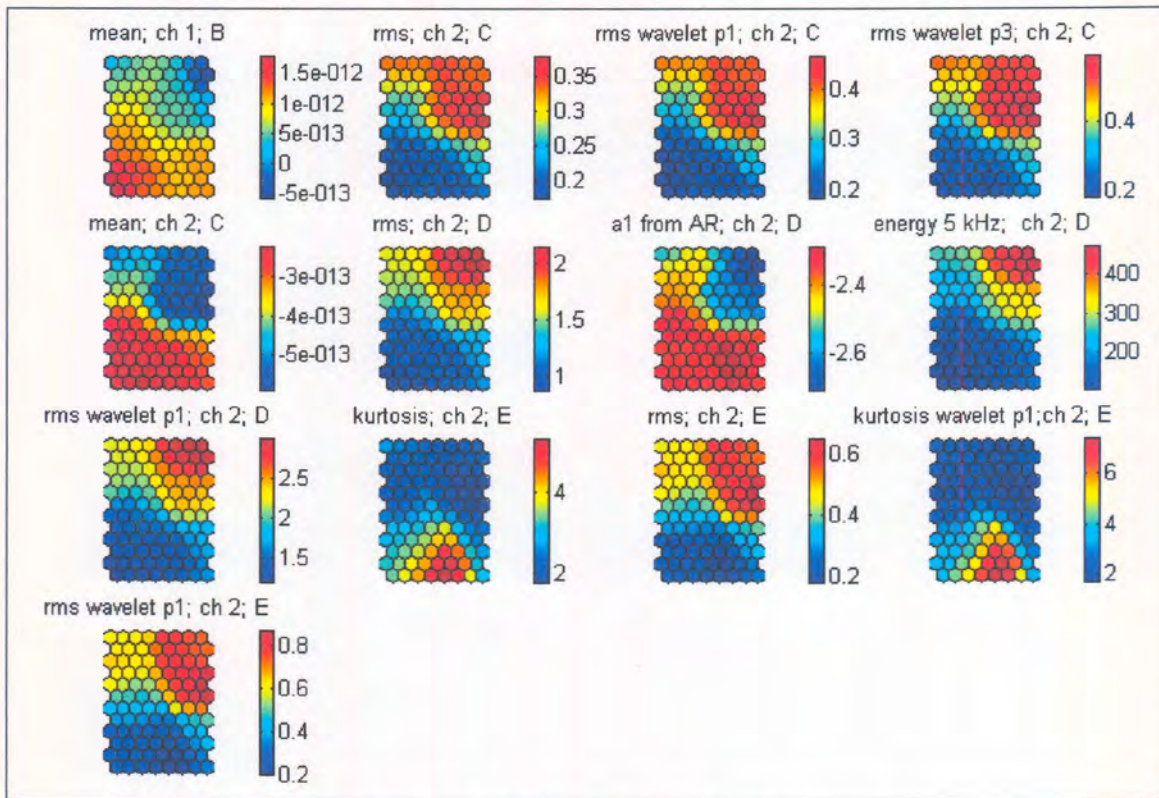 mean; ch 1; B
1.5e-012
1e-012
5e-013
0
-5e-013
rms; ch 2; C
0.35
0.3
0.25
0.2
rms wavelet p1; ch 2; C
0.4
0.3
0.2
rms wavelet p3; ch 2; C
0.4
0.2
mean; ch 2; C
-3e-013
-4e-013
-5e-013
rms; ch 2; D
2
1.5
1
a1 from AR; ch 2; D
-2.4
-2.6
energy 5 kHz; ch 2; D
400
300
200
rms wavelet p1; ch 2; D
2.5
2
1.5
kurtosis; ch 2; E
4
2
rms; ch 2; E
0.6
0.4
0.2
kurtosis wavelet p1;ch 2; E
6
4
2
rms wavelet p1; ch 2; E
0.8
0.6
0.4
0.2